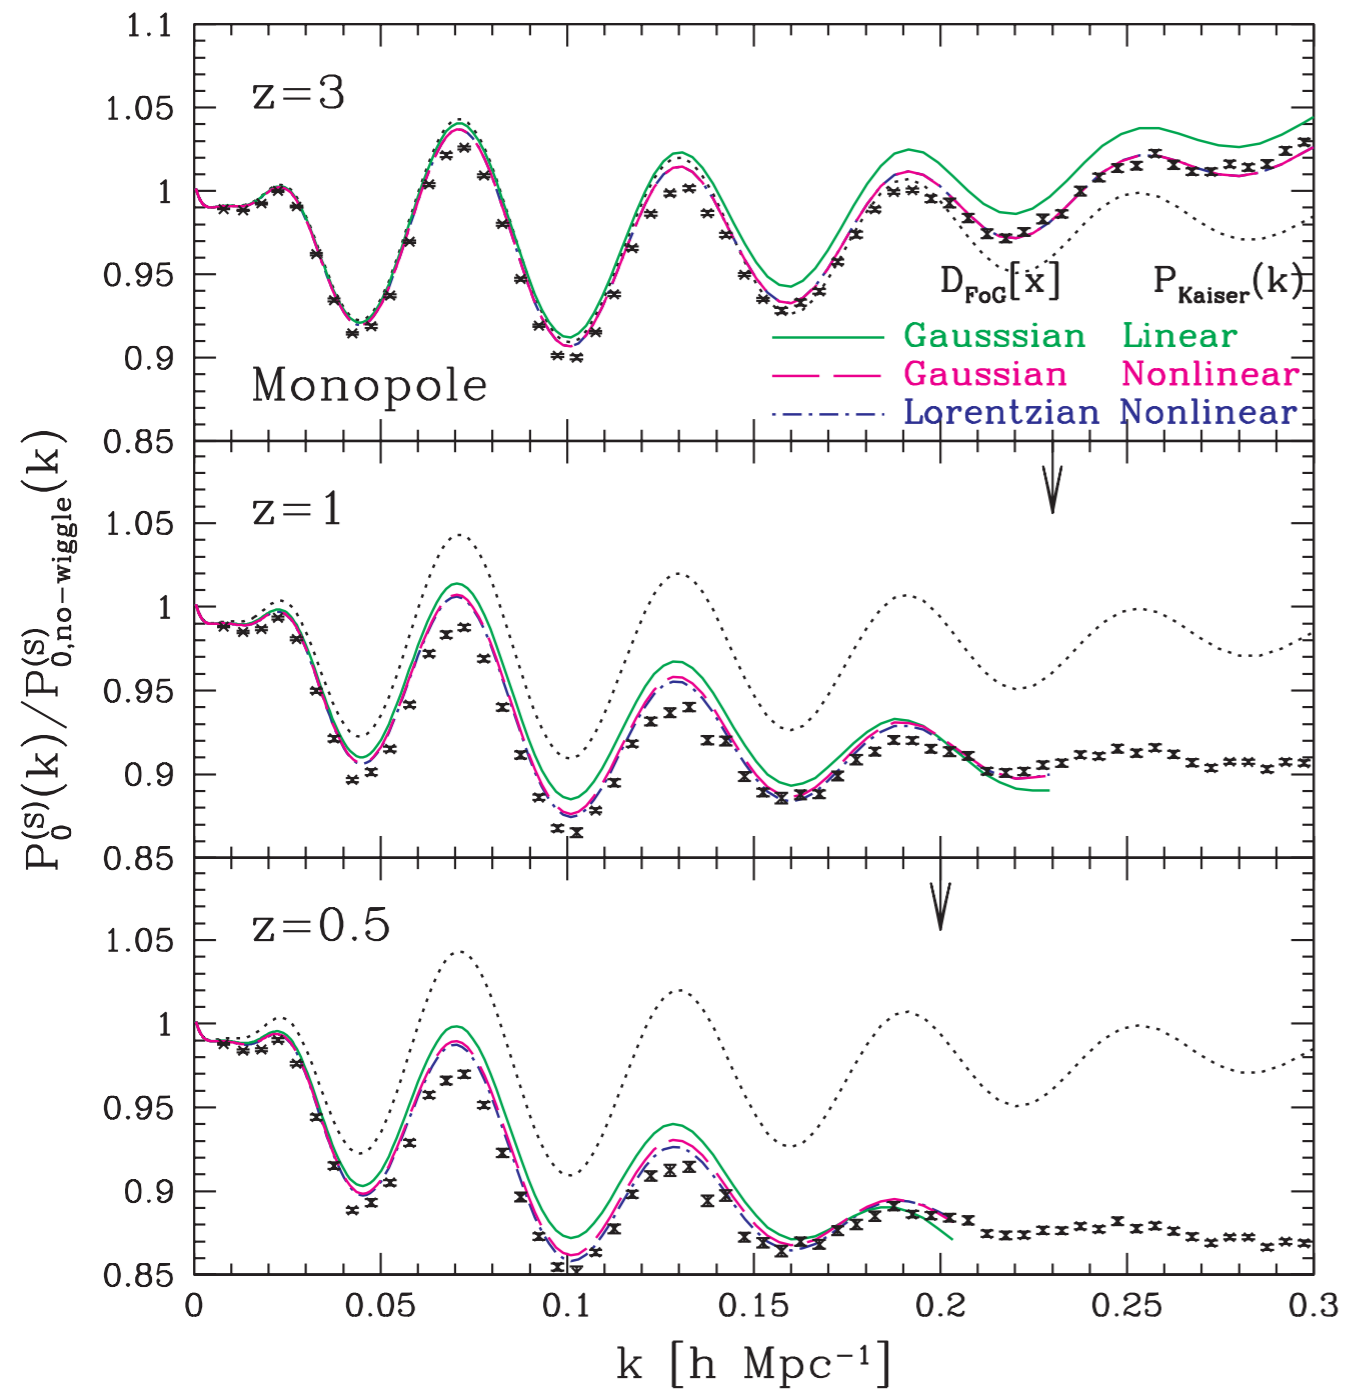 1.1
z=3
1.05
1
0.95
D_FoG[x] P_Kaiser(k)
Gausssian Linear
0.9
Monopole
Gaussian Nonlinear
Lorentzian Nonlinear
0.85
z=1
1.05
1
0.95
0.9
0.85
P_0^(S)(k)/P_0,no-wiggle^(S)(k)
z=0.5
1.05
1
0.95
0.9
0.85
0 0.05 0.1 0.15 0.2 0.25 0.3
k [h Mpc⁻¹]